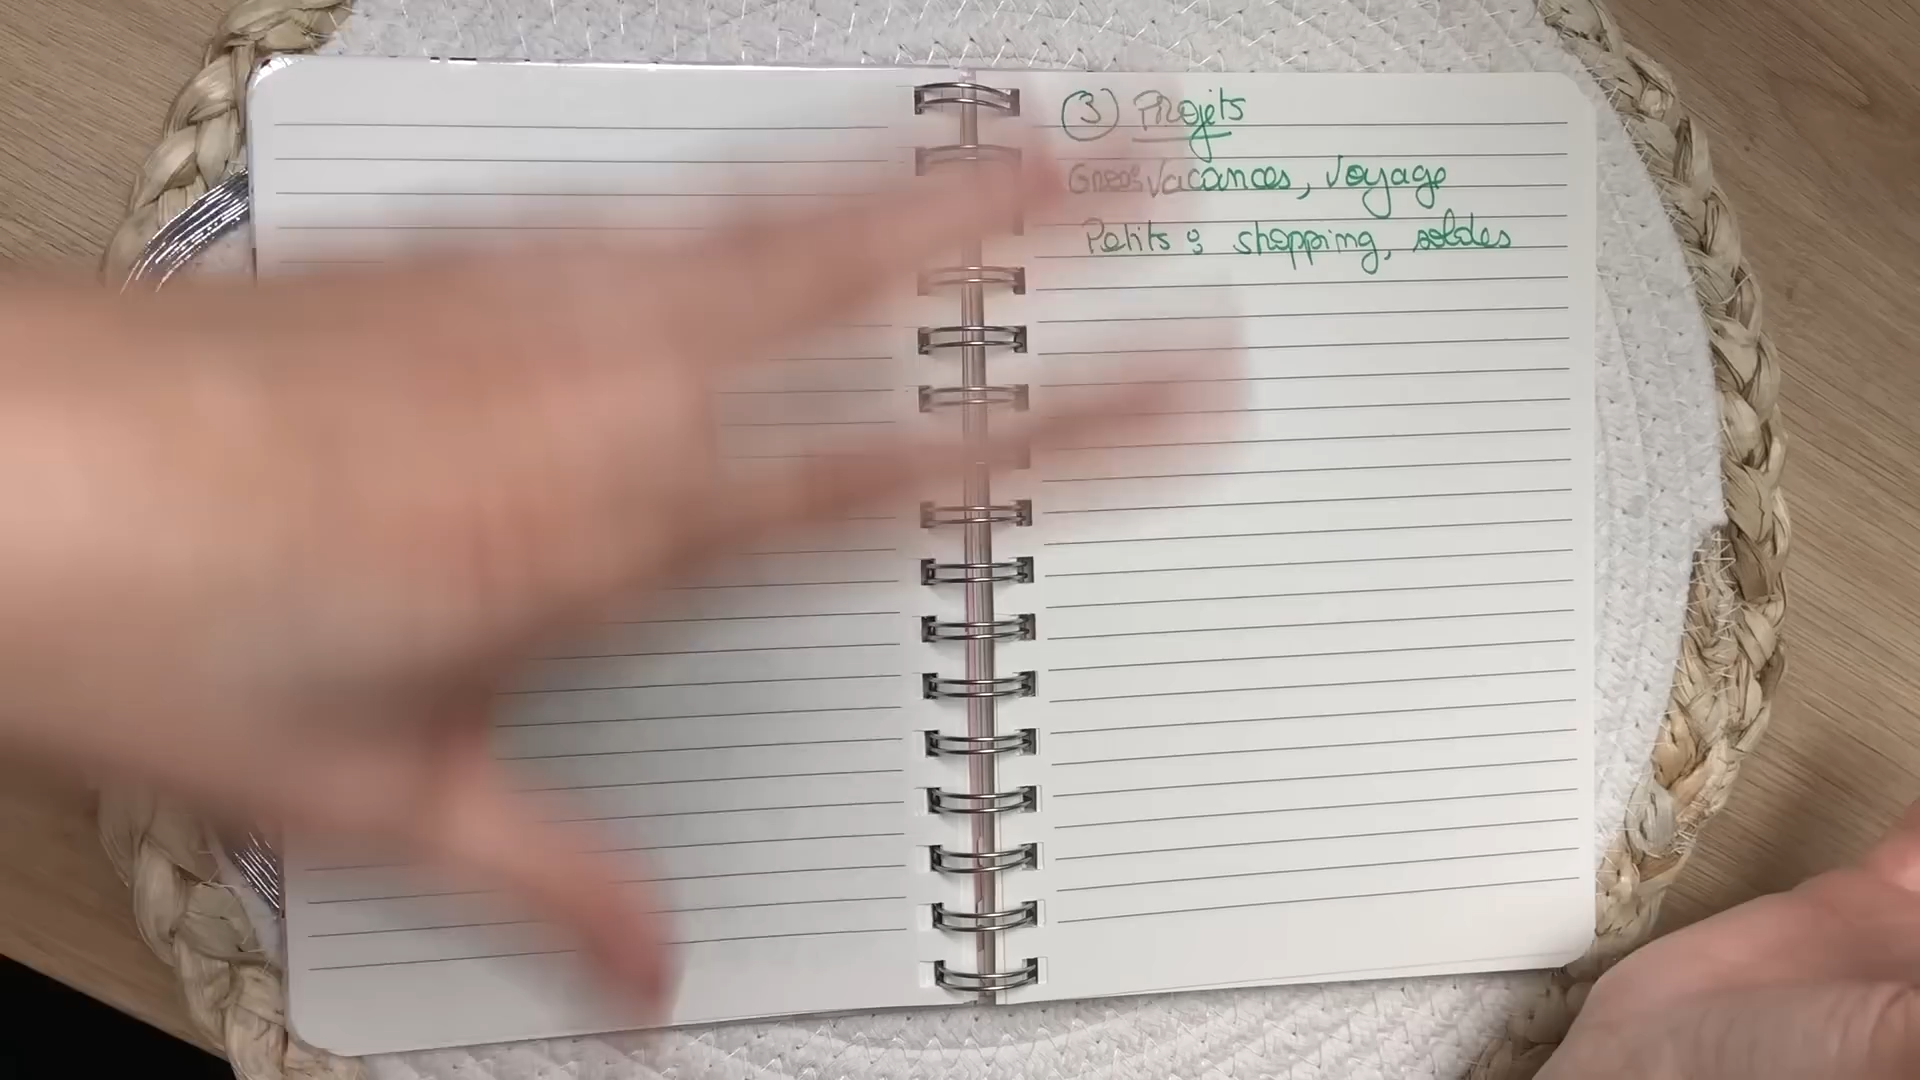 ③ Projets
Gros: Vacances, Voyage
Petits : shopping, soldes